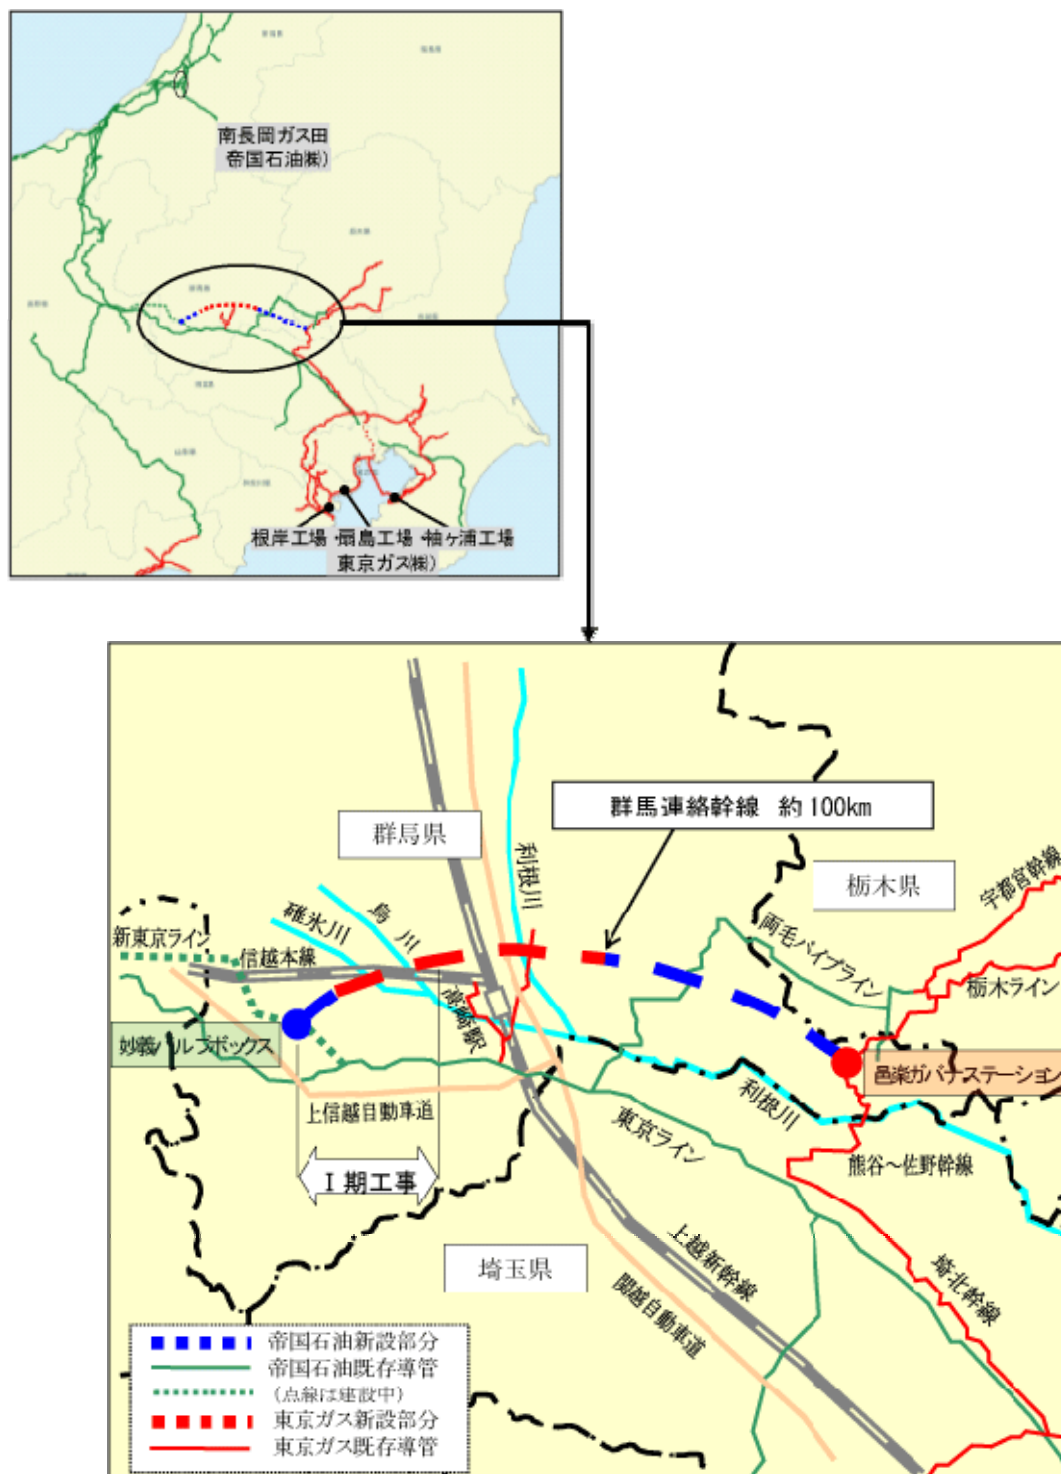 南長岡ガス田
帝国石油㈱)
根岸工場・扇島工場・袖ヶ浦工場
東京ガス㈱)
群馬連絡幹線 約100km
群馬県
利根川
栃木県
宇都宮幹線
両毛パイプライン
栃木ライン
烏川
碓氷川
新東京ライン
信越本線
高崎駅
妙義バルブボックス
邑楽ガバナステーション
上信越自動車道
利根川
東京ライン
熊谷~佐野幹線
Ⅰ期工事
埼玉県
上越新幹線
関越自動車道
埼北幹線
帝国石油新設部分
帝国石油既存導管
(点線は建設中)
東京ガス新設部分
東京ガス既存導管